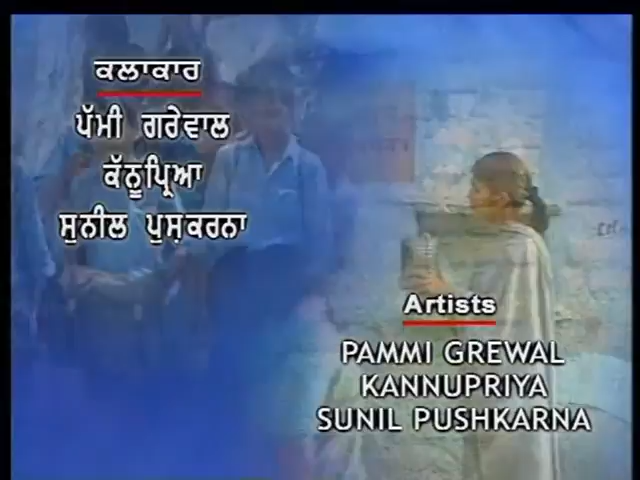 ਕਲਾਕਾਰ
ਪੱਮੀ ਗਰੇਵਾਲ
ਕੱਨੂਪ੍ਰਿਆ
ਸੁਨੀਲ ਪੁਸ਼ਕਰਨਾ
Artists
PAMMI GREWAL
KANNUPRIYA
SUNIL PUSHKARNA